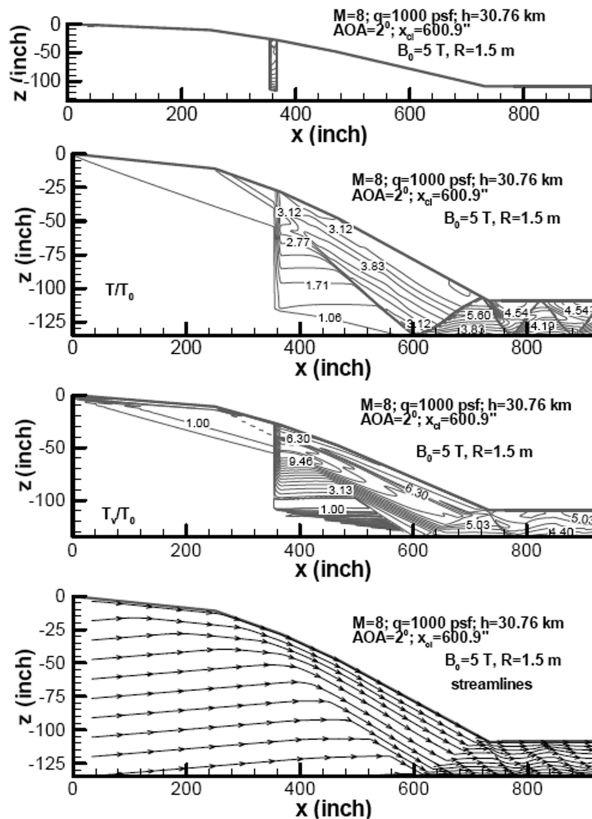 M=8; q=1000 psf; h=30.76 km
AOA=2⁰; x_cl=600.9"
B₀=5 T, R=1.5 m
z (inch)
0
-50
-100
0 200 400 600 800
x (inch)
M=8; q=1000 psf; h=30.76 km
AOA=2⁰; x_cl=600.9"
B₀=5 T, R=1.5 m
z (inch)
0
-25
-50
-75
-100
-125
3.12
3.12
2.77
3.83
1.71
1.06
3.12
5.60
3.83
4.54
4.19
4.54
T/T₀
0 200 400 600 800
x (inch)
M=8; q=1000 psf; h=30.76 km
AOA=2⁰; x_cl=600.9"
B₀=5 T, R=1.5 m
z (inch)
0
-50
-100
1.00
6.30
9.46
3.13
1.00
6.30
5.03
5.03
4.40
T_v/T₀
0 200 400 600 800
x (inch)
M=8; q=1000 psf; h=30.76 km
AOA=2⁰; x_cl=600.9"
B₀=5 T, R=1.5 m
streamlines
z (inch)
0
-25
-50
-75
-100
-125
0 200 400 600 800
x (inch)